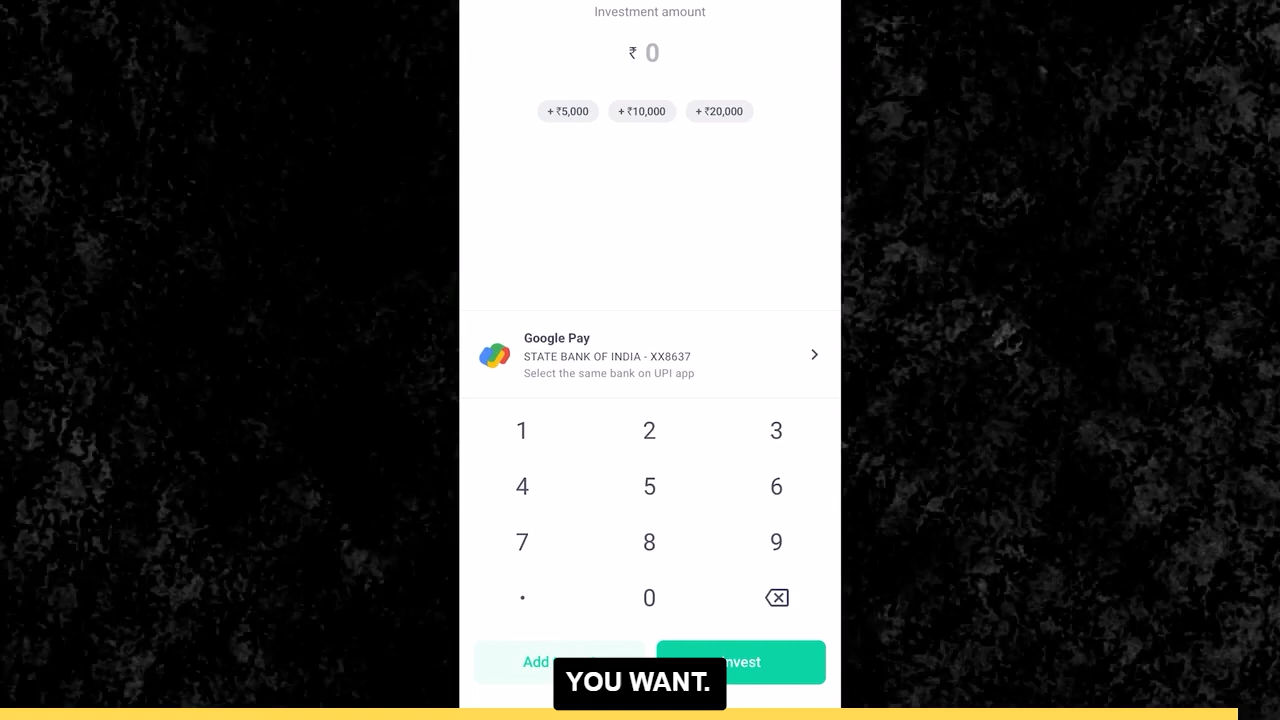 Investment amount
₹ 0
+ ₹5,000 + ₹10,000 + ₹20,000
Google Pay
STATE BANK OF INDIA - XX8637
Select the same bank on UPI app
1 2 3
4 5 6
7 8 9
. 0
Add nvest
YOU WANT.